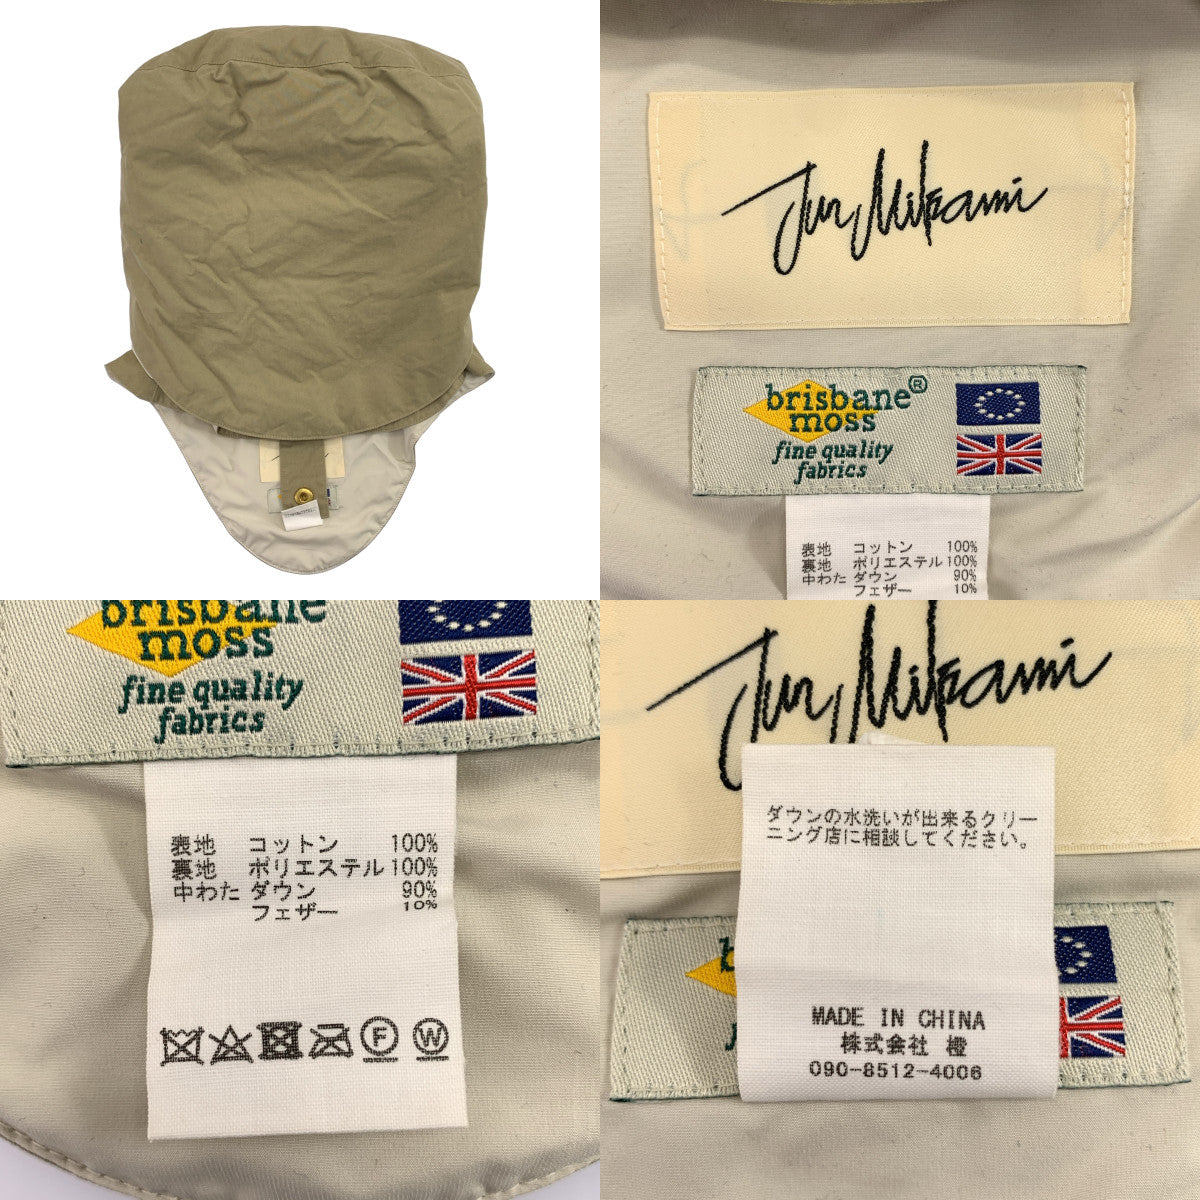 Jun Mikami
brisbane®
moss
fine quality
fabrics
表地 コットン 100%
裏地 ポリエステル 100%
中わた ダウン 90%
フェザー 10%
brisbane
moss
fine quality
fabrics
表地 コットン 100%
裏地 ポリエステル 100%
中わた ダウン 90%
フェザー 10%
F W
Jun Mikami
ダウンの水洗いが出来るクリー
ニング店に相談してください。
MADE IN CHINA
株式会社 橙
090-8512-4006